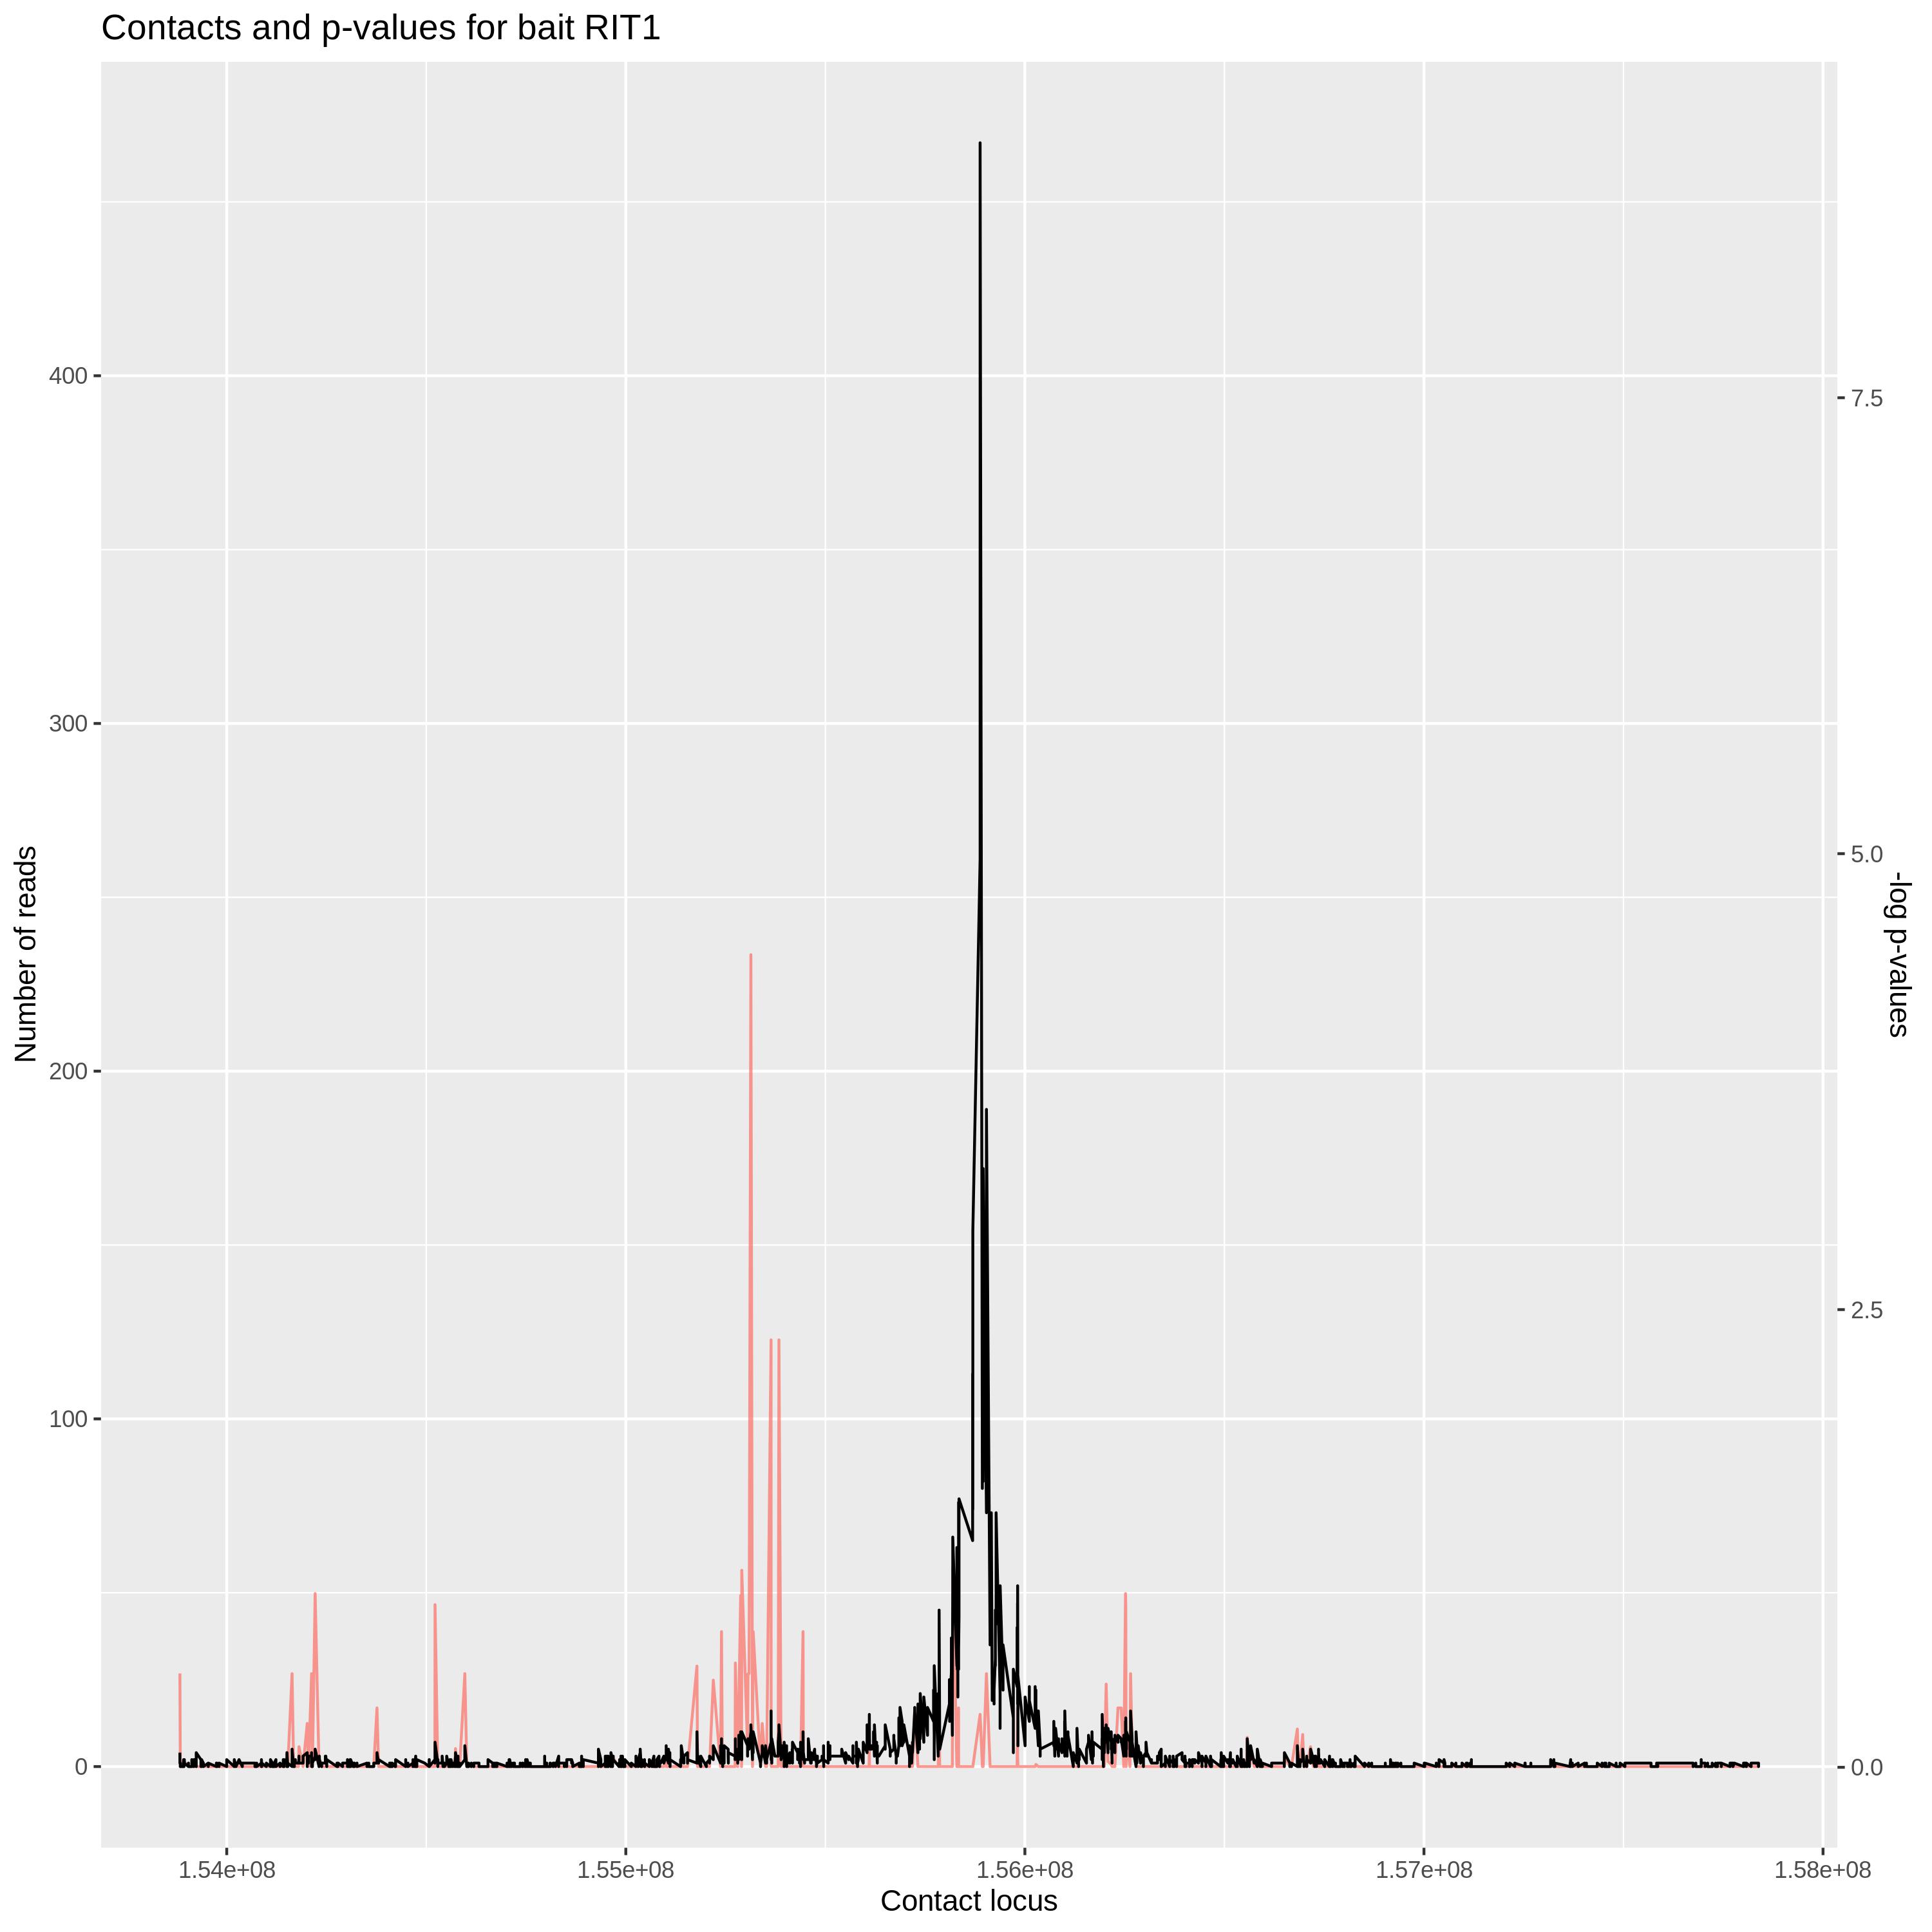 Contacts and p-values for bait RIT1
400
300
200
100
0
Number of reads
7.5
5.0
2.5
0.0
-log p-values
1.54e+08
1.55e+08
1.56e+08
1.57e+08
1.58e+08
Contact locus